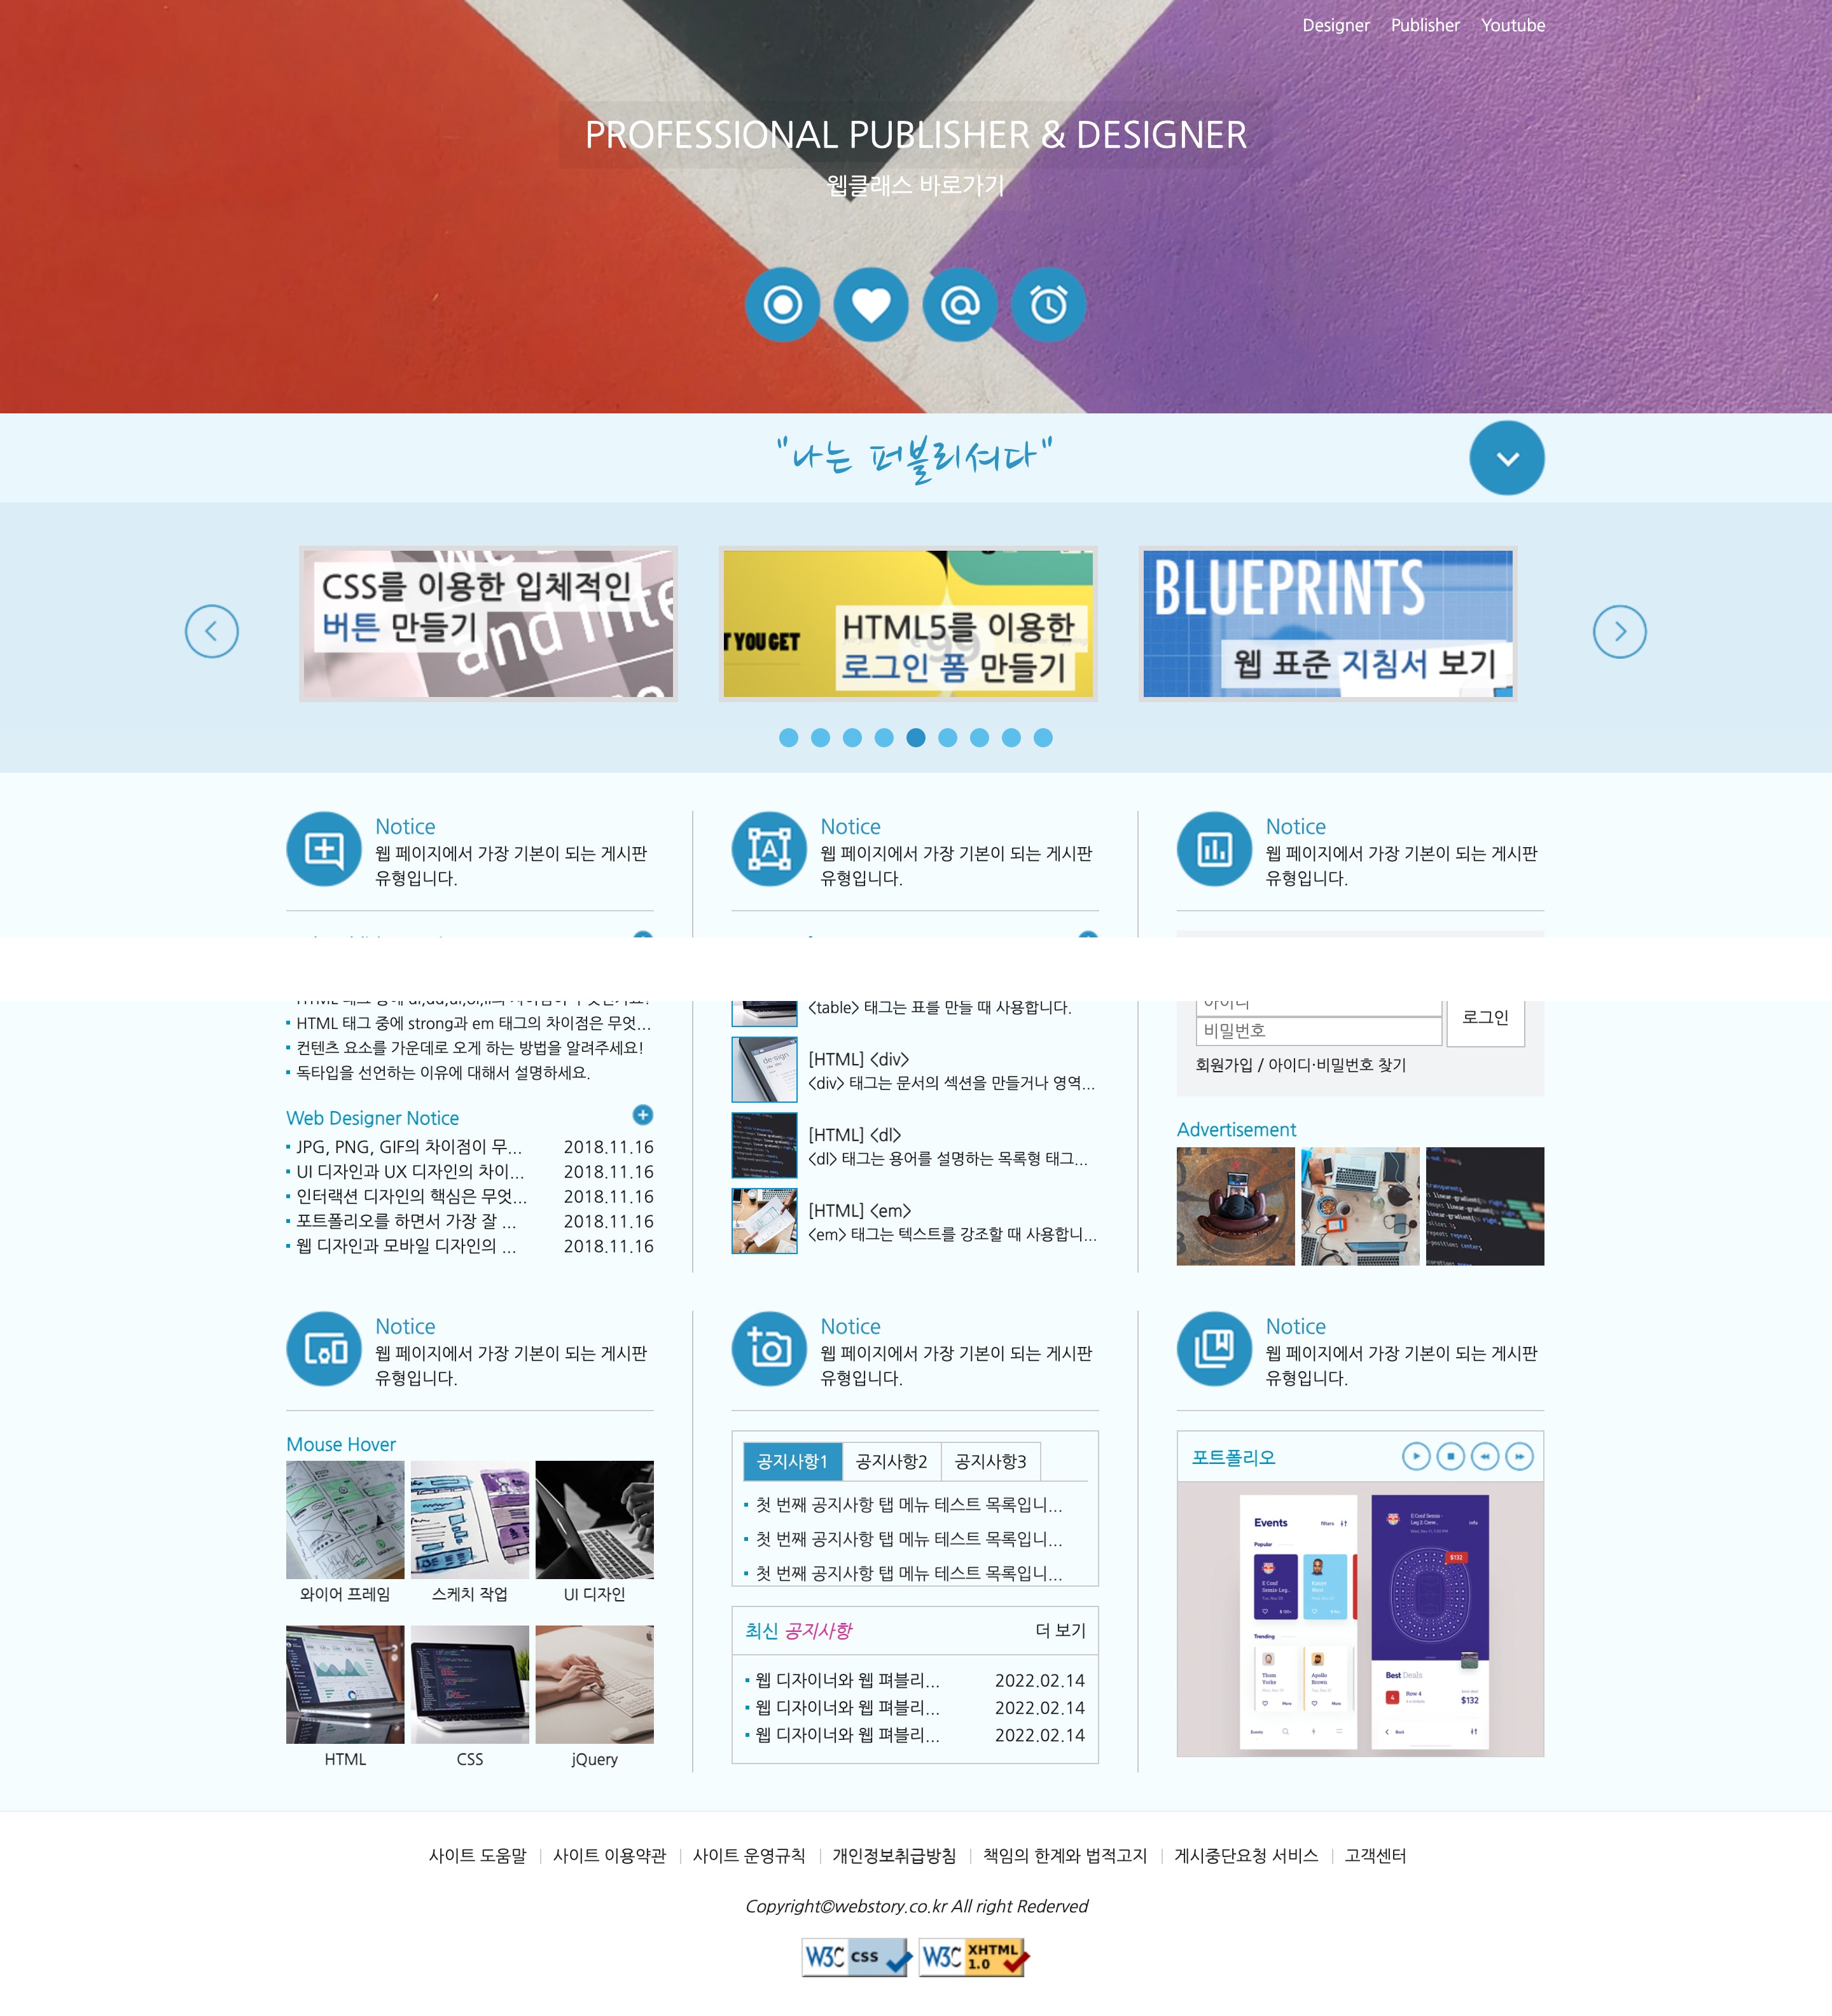 Designer Publisher Youtube
PROFESSIONAL PUBLISHER & DESIGNER
웹클래스 바로가기
"나는 퍼블리셔다"
CSS를 이용한 입체적인
버튼 만들기
and inte
T YOU GET
HTML5를 이용한
로그인 폼 만들기
BLUEPRINTS
웹 표준 지침서 보기
Notice
웹 페이지에서 가장 기본이 되는 게시판
유형입니다.
Notice
웹 페이지에서 가장 기본이 되는 게시판
유형입니다.
Notice
웹 페이지에서 가장 기본이 되는 게시판
유형입니다.
HTML 태그 중에 strong과 em 태그의 차이점은 무엇...
컨텐츠 요소를 가운데로 오게 하는 방법을 알려주세요!
독타입을 선언하는 이유에 대해서 설명하세요.
Web Designer Notice
JPG, PNG, GIF의 차이점이 무... 2018.11.16
UI 디자인과 UX 디자인의 차이... 2018.11.16
인터랙션 디자인의 핵심은 무엇... 2018.11.16
포트폴리오를 하면서 가장 잘 ... 2018.11.16
웹 디자인과 모바일 디자인의 ... 2018.11.16
<table> 태그는 표를 만들 때 사용합니다.
[HTML] <div>
<div> 태그는 문서의 섹션을 만들거나 영역...
[HTML] <dl>
<dl> 태그는 용어를 설명하는 목록형 태그...
[HTML] <em>
<em> 태그는 텍스트를 강조할 때 사용합니...
아이디
비밀번호
로그인
회원가입 / 아이디·비밀번호 찾기
Advertisement
Notice
웹 페이지에서 가장 기본이 되는 게시판
유형입니다.
Notice
웹 페이지에서 가장 기본이 되는 게시판
유형입니다.
Notice
웹 페이지에서 가장 기본이 되는 게시판
유형입니다.
Mouse Hover
와이어 프레임 스케치 작업 UI 디자인
HTML CSS jQuery
공지사항1 공지사항2 공지사항3
첫 번째 공지사항 탭 메뉴 테스트 목록입니...
첫 번째 공지사항 탭 메뉴 테스트 목록입니...
첫 번째 공지사항 탭 메뉴 테스트 목록입니...
최신 공지사항 더 보기
웹 디자이너와 웹 퍼블리... 2022.02.14
웹 디자이너와 웹 퍼블리... 2022.02.14
웹 디자이너와 웹 퍼블리... 2022.02.14
포트폴리오
Events
filters
Popular
Trending
Thom
Yorke
Apollo
Brown
More
More
Info
$132
Best Deals
Row 4
$132
Back
사이트 도움말 | 사이트 이용약관 | 사이트 운영규칙 | 개인정보취급방침 | 책임의 한계와 법적고지 | 게시중단요청 서비스 | 고객센터
Copyright©webstory.co.kr All right Rederved
W3C CSS
W3C XHTML 1.0